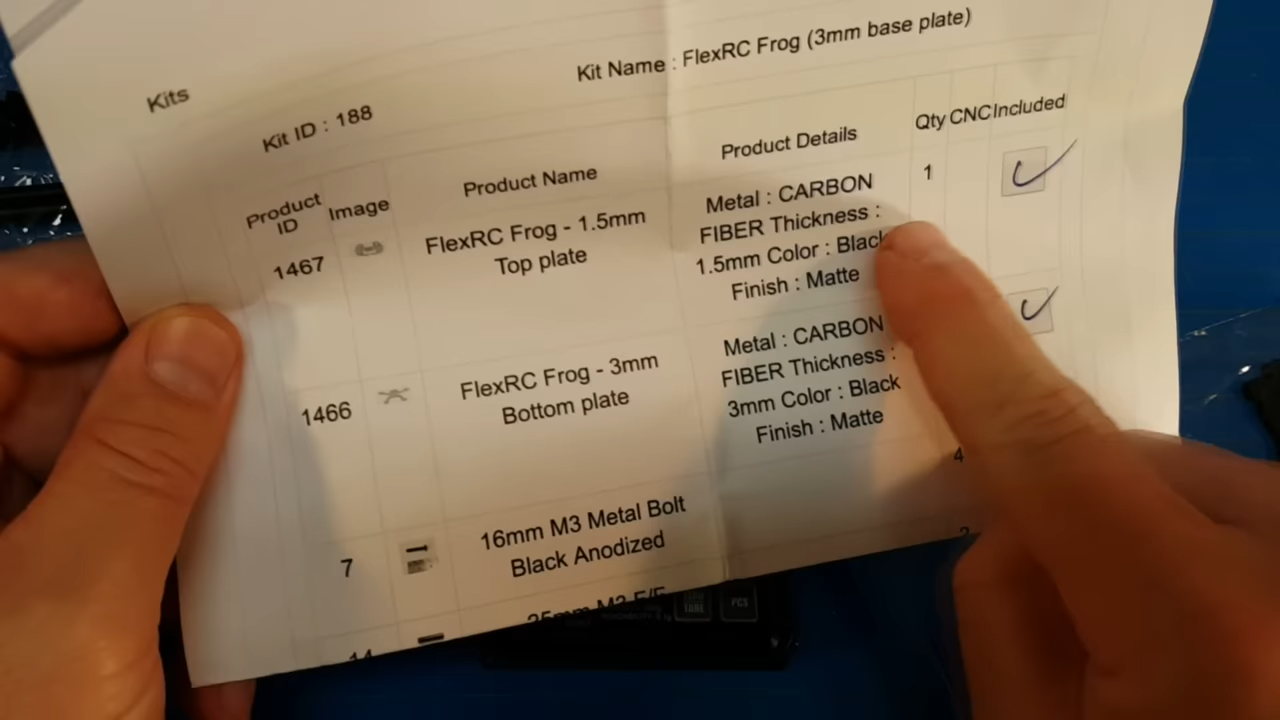 Kits
Kit ID : 188
Kit Name : FlexRC Frog (3mm base plate)
Product ID
Image
Product Name
Product Details
Qty
CNC
Included
1467
FlexRC Frog - 1.5mm
Top plate
Metal : CARBON
FIBER Thickness :
1.5mm Color : Black
Finish : Matte
1
1466
FlexRC Frog - 3mm
Bottom plate
Metal : CARBON
FIBER Thickness :
3mm Color : Black
Finish : Matte
7
16mm M3 Metal Bolt
Black Anodized
4
14
PCS